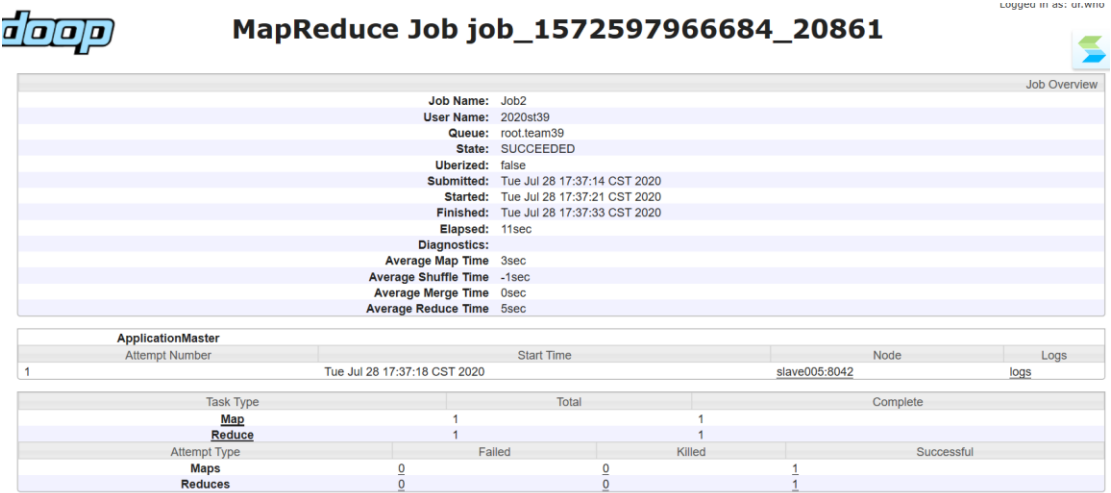 Logged in as: dr.who
doop
MapReduce Job job_1572597966684_20861
Job Overview
Job Name: Job2
User Name: 2020st39
Queue: root.team39
State: SUCCEEDED
Uberized: false
Submitted: Tue Jul 28 17:37:14 CST 2020
Started: Tue Jul 28 17:37:21 CST 2020
Finished: Tue Jul 28 17:37:33 CST 2020
Elapsed: 11sec
Diagnostics:
Average Map Time 3sec
Average Shuffle Time -1sec
Average Merge Time 0sec
Average Reduce Time 5sec
ApplicationMaster
Attempt Number Start Time Node Logs
1 Tue Jul 28 17:37:18 CST 2020 slave005:8042 logs
Task Type Total Complete
Map 1 1
Reduce 1 1
Attempt Type Failed Killed Successful
Maps 0 0 1
Reduces 0 0 1